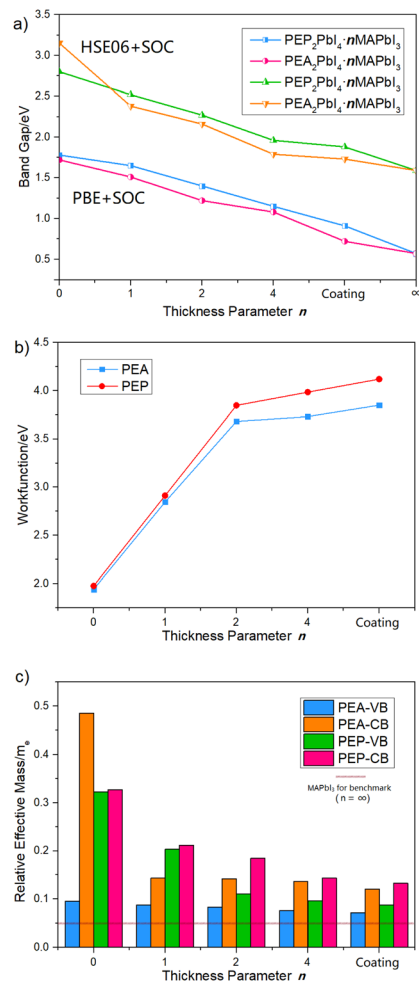 a)
HSE06+SOC
PBE+SOC
PEP₂PbI₄·nMAPbI₃
PEA₂PbI₄·nMAPbI₃
PEP₂PbI₄·nMAPbI₃
PEA₂PbI₄·nMAPbI₃
Band Gap/eV
3.5
3.0
2.5
2.0
1.5
1.0
0.5
0 1 2 4 Coating ∞
Thickness Parameter n
b)
PEA
PEP
Workfunction/eV
4.5
4.0
3.5
3.0
2.5
2.0
0 1 2 4 Coating
Thickness Parameter n
c)
PEA-VB
PEA-CB
PEP-VB
PEP-CB
MAPbI₃ for benchmark
(n = ∞)
Relative Effective Mass/mₑ
0.5
0.4
0.3
0.2
0.1
0.0
0 1 2 4 Coating
Thickness Parameter n